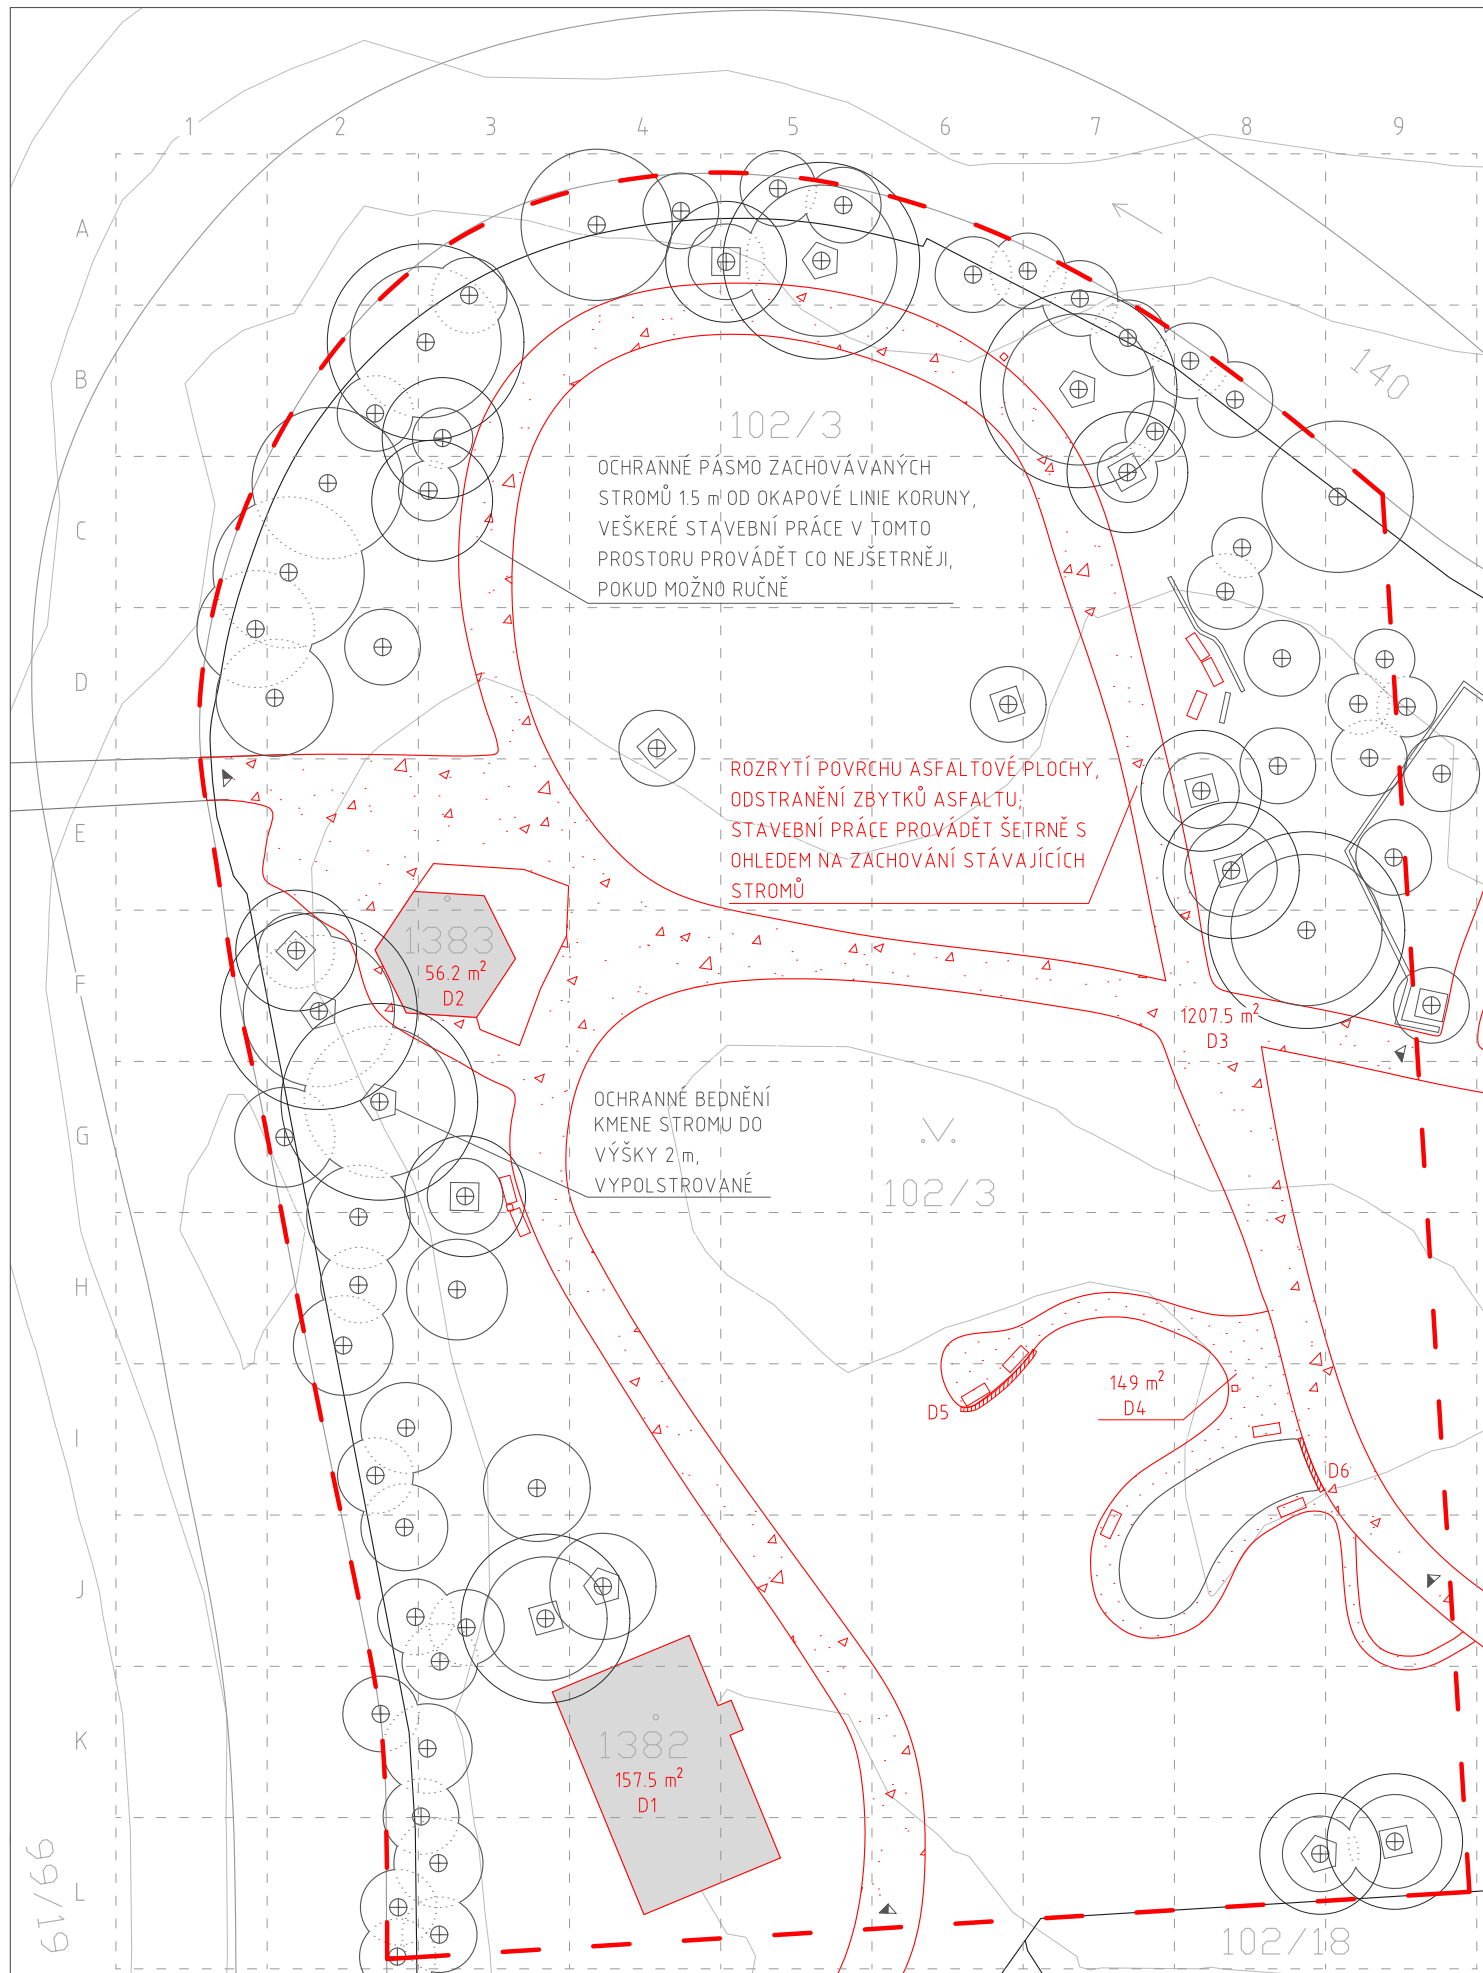 1 2 3 4 5 6 7 8 9
A
B
C
D
E
F
G
H
I
J
K
L
140
102/3
OCHRANNÉ PÁSMO ZACHOVÁVANÝCH
STROMŮ 1.5 m OD OKAPOVÉ LINIE KORUNY,
VEŠKERÉ STAVEBNÍ PRÁCE V TOMTO
PROSTORU PROVÁDĚT CO NEJŠETRNĚJI,
POKUD MOŽNO RUČNĚ
ROZRYTÍ POVRCHU ASFALTOVÉ PLOCHY,
ODSTRANĚNÍ ZBYTKŮ ASFALTU;
STAVEBNÍ PRÁCE PROVÁDĚT ŠETRNĚ S
OHLEDEM NA ZACHOVÁNÍ STÁVAJÍCÍCH
STROMŮ
1383
56.2 m²
D2
1207.5 m²
D3
OCHRANNÉ BEDNĚNÍ
KMENE STROMU DO
VÝŠKY 2 m,
VYPOLSTROVANÉ
102/3
149 m²
D4
D5
D6
1382
157.5 m²
D1
99/19
102/18